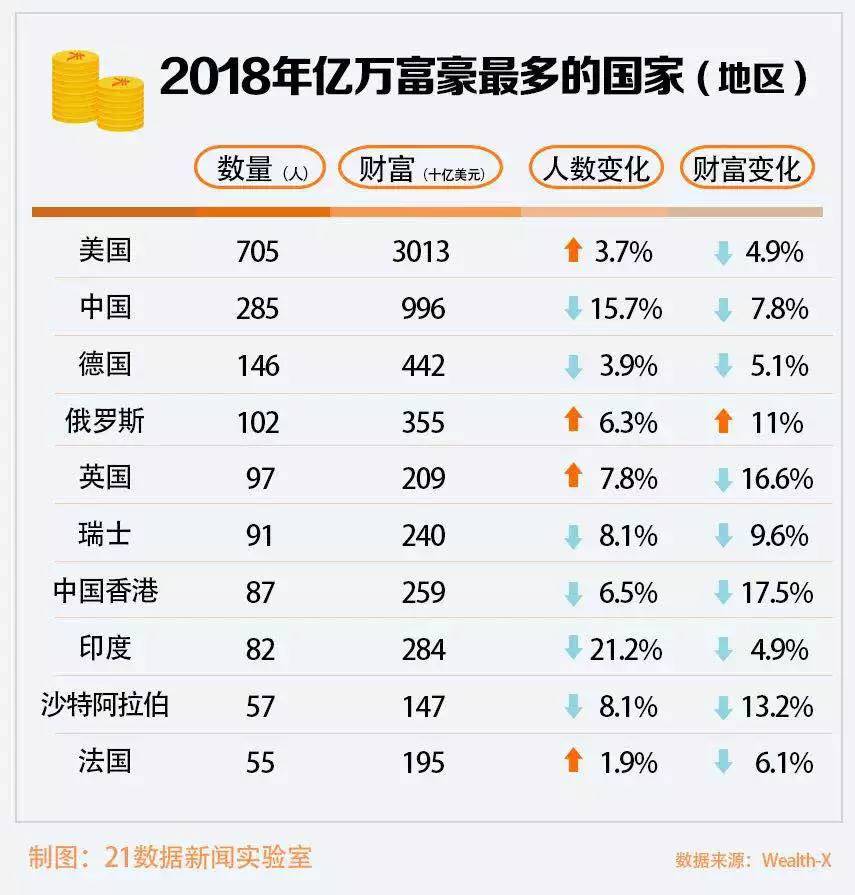 2018年亿万富豪最多的国家（地区）
数量（人） 财富（十亿美元） 人数变化 财富变化
美国 705 3013 3.7% 4.9%
中国 285 996 15.7% 7.8%
德国 146 442 3.9% 5.1%
俄罗斯 102 355 6.3% 11%
英国 97 209 7.8% 16.6%
瑞士 91 240 8.1% 9.6%
中国香港 87 259 6.5% 17.5%
印度 82 284 21.2% 4.9%
沙特阿拉伯 57 147 8.1% 13.2%
法国 55 195 1.9% 6.1%
制图：21数据新闻实验室 数据来源：Wealth-X